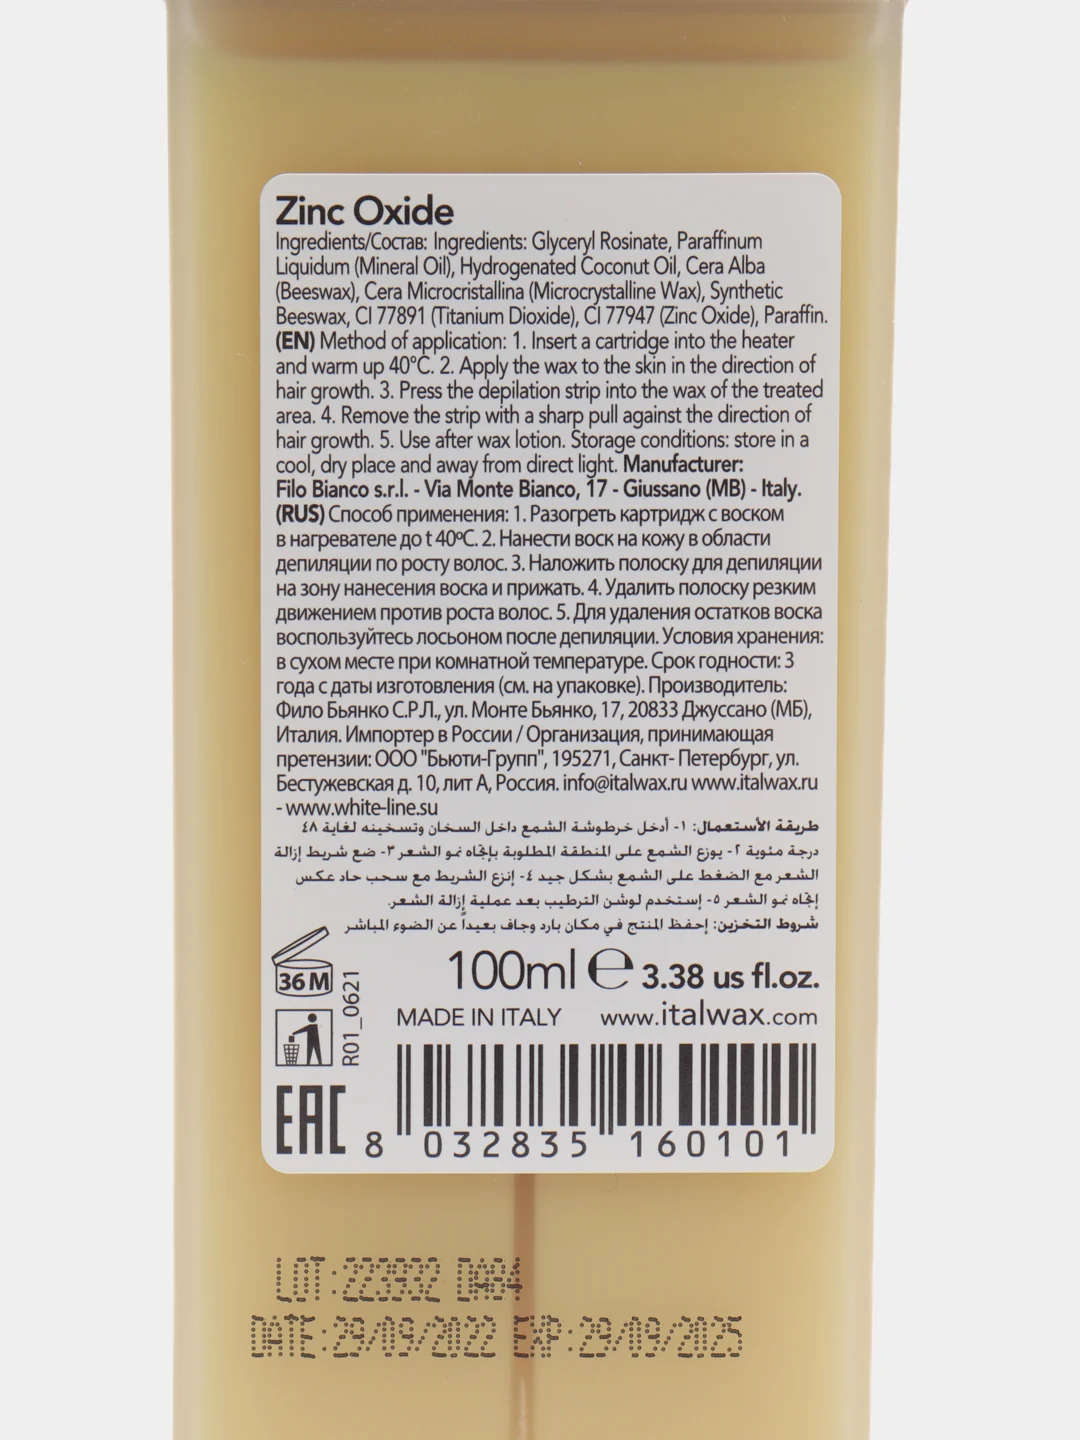 Zinc Oxide
Ingredients/Состав: Ingredients: Glyceryl Rosinate, Paraffinum
Liquidum (Mineral Oil), Hydrogenated Coconut Oil, Cera Alba
(Beeswax), Cera Microcristallina (Microcrystalline Wax), Synthetic
Beeswax, CI 77891 (Titanium Dioxide), CI 77947 (Zinc Oxide), Paraffin.
(EN) Method of application: 1. Insert a cartridge into the heater
and warm up 40°C. 2. Apply the wax to the skin in the direction of
hair growth. 3. Press the depilation strip into the wax of the treated
area. 4. Remove the strip with a sharp pull against the direction of
hair growth. 5. Use after wax lotion. Storage conditions: store in a
cool, dry place and away from direct light. Manufacturer:
Filo Bianco s.r.l. - Via Monte Bianco, 17 - Giussano (MB) - Italy.
(RUS) Способ применения: 1. Разогреть картридж с воском
в нагревателе до t 40ºC. 2. Нанести воск на кожу в области
депиляции по росту волос. 3. Наложить полоску для депиляции
на зону нанесения воска и прижать. 4. Удалить полоску резким
движением против роста волос. 5. Для удаления остатков воска
воспользуйтесь лосьоном после депиляции. Условия хранения:
в сухом месте при комнатной температуре. Срок годности: 3
года с даты изготовления (см. на упаковке). Производитель:
Фило Бьянко С.Р.Л., ул. Монте Бьянко, 17, 20833 Джуссано (МБ),
Италия. Импортер в России / Организация, принимающая
претензии: ООО "Бьюти-Групп", 195271, Санкт- Петербург, ул.
Бестужевская д. 10, лит А, Россия. info@italwax.ru www.italwax.ru
- www.white-line.su
طريقة الأستعمال: ١- أدخل خرطوشة الشمع داخل السخان وتسخينه لغاية ٤٨
درجة مئوية ٢- يوزع الشمع على المنطقة المطلوبة بإتجاه نمو الشعر ٣- ضع شريط إزالة
الشعر مع الضغط على الشمع بشكل جيد ٤- إنزع الشريط مع سحب حاد عكس
إتجاه نمو الشعر ٥- إستخدم لوشن الترطيب بعد عملية إزالة الشعر.
شروط التخزين: إحفظ المنتج في مكان بارد وجاف بعيداً عن الضوء المباشر
36 M
R01_0621
100ml ℮ 3.38 us fl.oz.
MADE IN ITALY www.italwax.com
EAC
8 032835 160101
LOT:223932 DA84
DATE:29/09/2022 EXP:29/09/2025